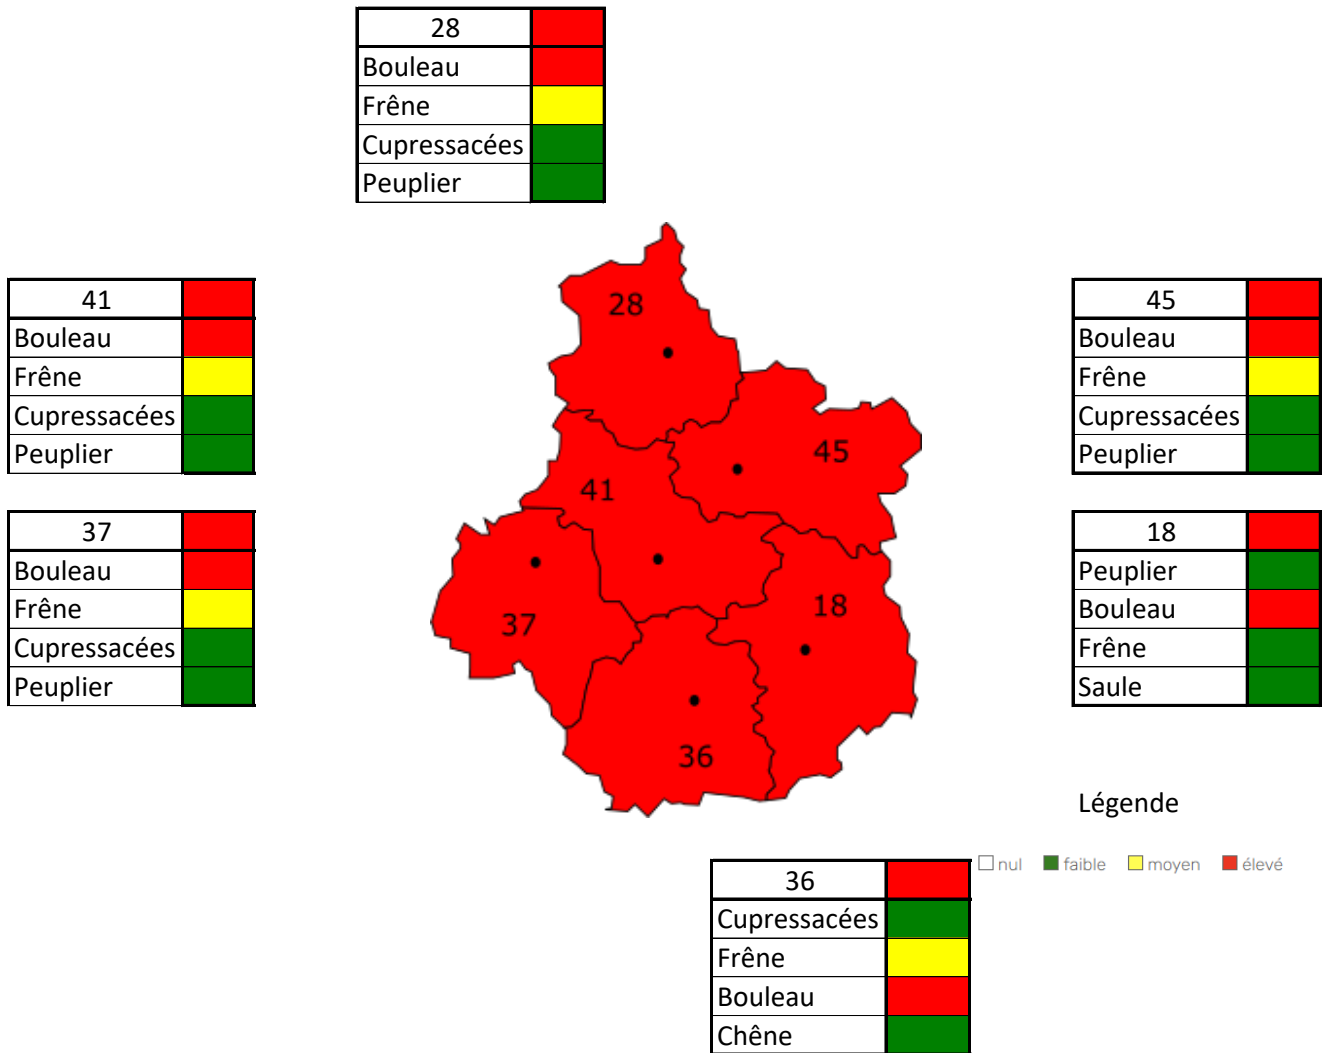 28
Bouleau
Frêne
Cupressacées
Peuplier
41
Bouleau
Frêne
Cupressacées
Peuplier
37
Bouleau
Frêne
Cupressacées
Peuplier
28
45
41
37
18
36
45
Bouleau
Frêne
Cupressacées
Peuplier
18
Peuplier
Bouleau
Frêne
Saule
Légende
nul faible moyen élevé
36
Cupressacées
Frêne
Bouleau
Chêne